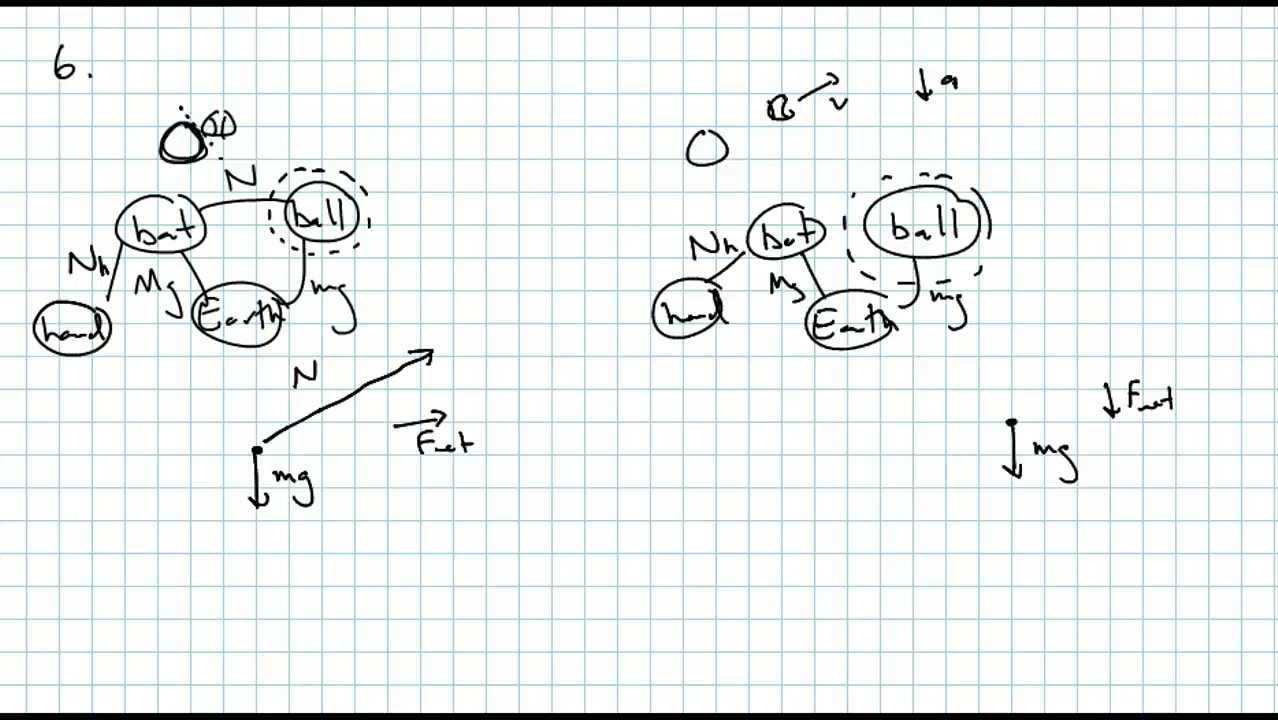 6.
N
bat
ball
Nh
Mg
mg
hand
Earth
N
Fnet
mg
v
a
Nh
bat
ball
Mg
mg
hand
Earth
Fnet
mg